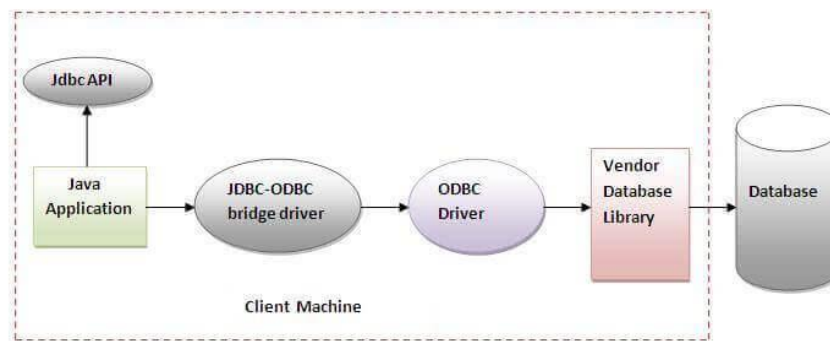 Jdbc API
Java
Application
JDBC-ODBC
bridge driver
ODBC
Driver
Vendor
Database
Library
Database
Client Machine